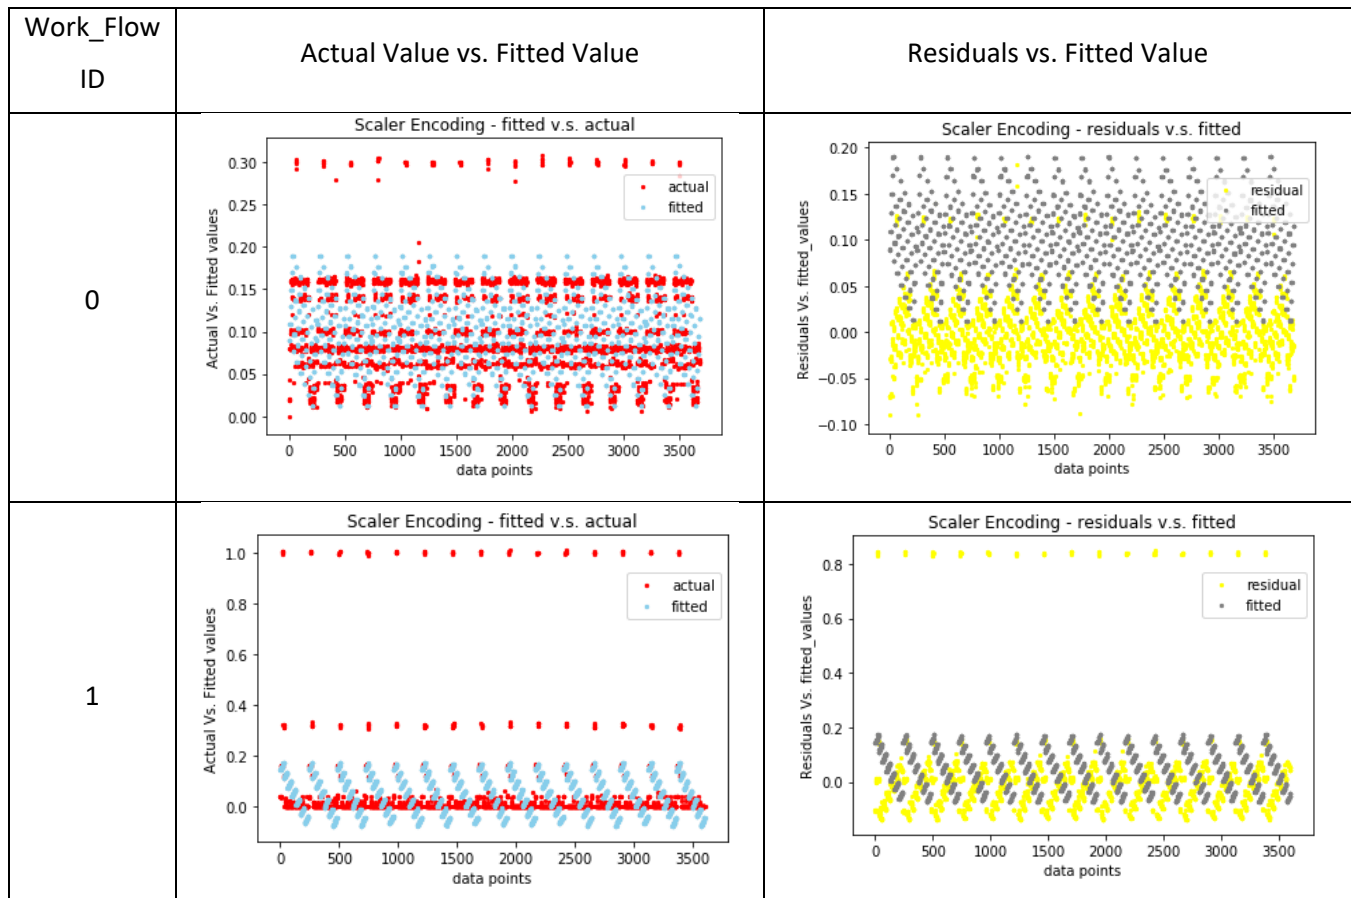 Work_Flow
ID
Actual Value vs. Fitted Value
Residuals vs. Fitted Value
0
Scaler Encoding - fitted v.s. actual
Actual Vs. Fitted values
0.30
0.25
0.20
0.15
0.10
0.05
0.00
actual
fitted
0 500 1000 1500 2000 2500 3000 3500
data points
Scaler Encoding - residuals v.s. fitted
Residuals Vs. fitted_values
0.20
0.15
0.10
0.05
0.00
−0.05
−0.10
residual
fitted
0 500 1000 1500 2000 2500 3000 3500
data points
1
Scaler Encoding - fitted v.s. actual
Actual Vs. Fitted values
1.0
0.8
0.6
0.4
0.2
0.0
actual
fitted
0 500 1000 1500 2000 2500 3000 3500
data points
Scaler Encoding - residuals v.s. fitted
Residuals Vs. fitted_values
0.8
0.6
0.4
0.2
0.0
residual
fitted
0 500 1000 1500 2000 2500 3000 3500
data points